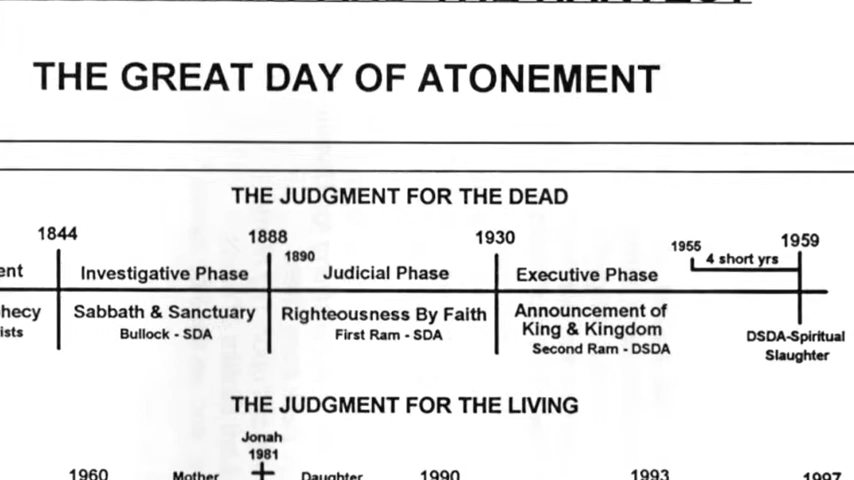 THE GREAT DAY OF ATONEMENT
THE JUDGMENT FOR THE DEAD
1844 1888 1930 1955 1959
1890 4 short yrs
ent Investigative Phase Judicial Phase Executive Phase
hecy Sabbath & Sanctuary Righteousness By Faith Announcement of
King & Kingdom
ists Bullock - SDA First Ram - SDA Second Ram - DSDA
DSDA-Spiritual
Slaughter
THE JUDGMENT FOR THE LIVING
Jonah
1981
1960 Mother Daughter 1990 1993 1997